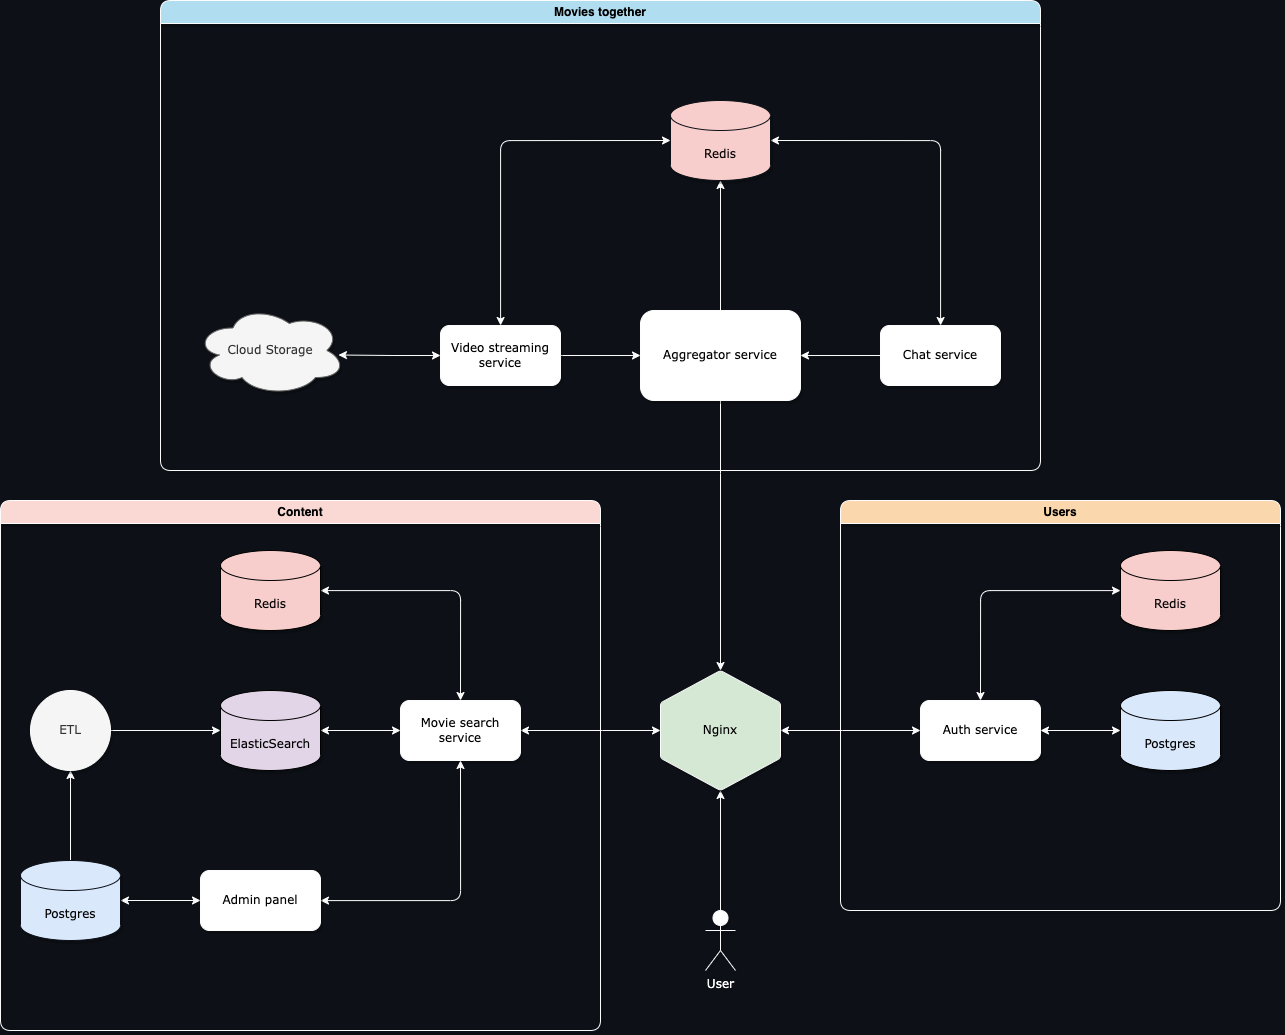 Movies together
Redis
Cloud Storage
Video streaming
service
Aggregator service
Chat service
Content
Redis
ETL
ElasticSearch
Movie search
service
Postgres
Admin panel
Nginx
User
Users
Redis
Auth service
Postgres